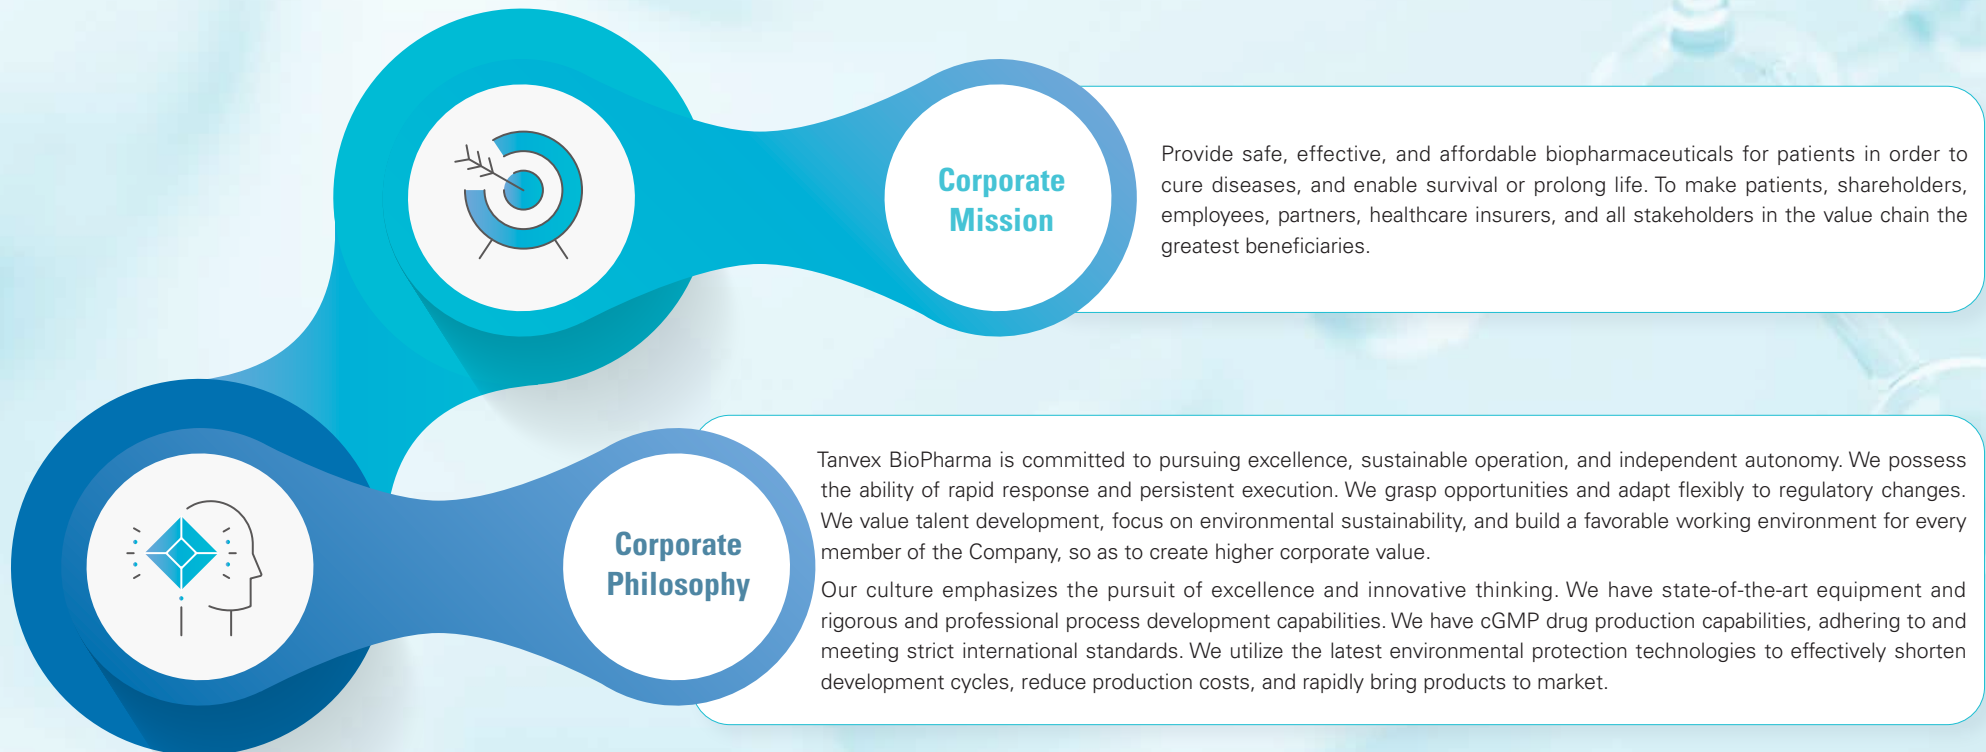 Corporate
Mission
Provide safe, effective, and affordable biopharmaceuticals for patients in order to
cure diseases, and enable survival or prolong life. To make patients, shareholders,
employees, partners, healthcare insurers, and all stakeholders in the value chain the
greatest beneficiaries.
Corporate
Philosophy
Tanvex BioPharma is committed to pursuing excellence, sustainable operation, and independent autonomy. We possess
the ability of rapid response and persistent execution. We grasp opportunities and adapt flexibly to regulatory changes.
We value talent development, focus on environmental sustainability, and build a favorable working environment for every
member of the Company, so as to create higher corporate value.
Our culture emphasizes the pursuit of excellence and innovative thinking. We have state-of-the-art equipment and
rigorous and professional process development capabilities. We have cGMP drug production capabilities, adhering to and
meeting strict international standards. We utilize the latest environmental protection technologies to effectively shorten
development cycles, reduce production costs, and rapidly bring products to market.